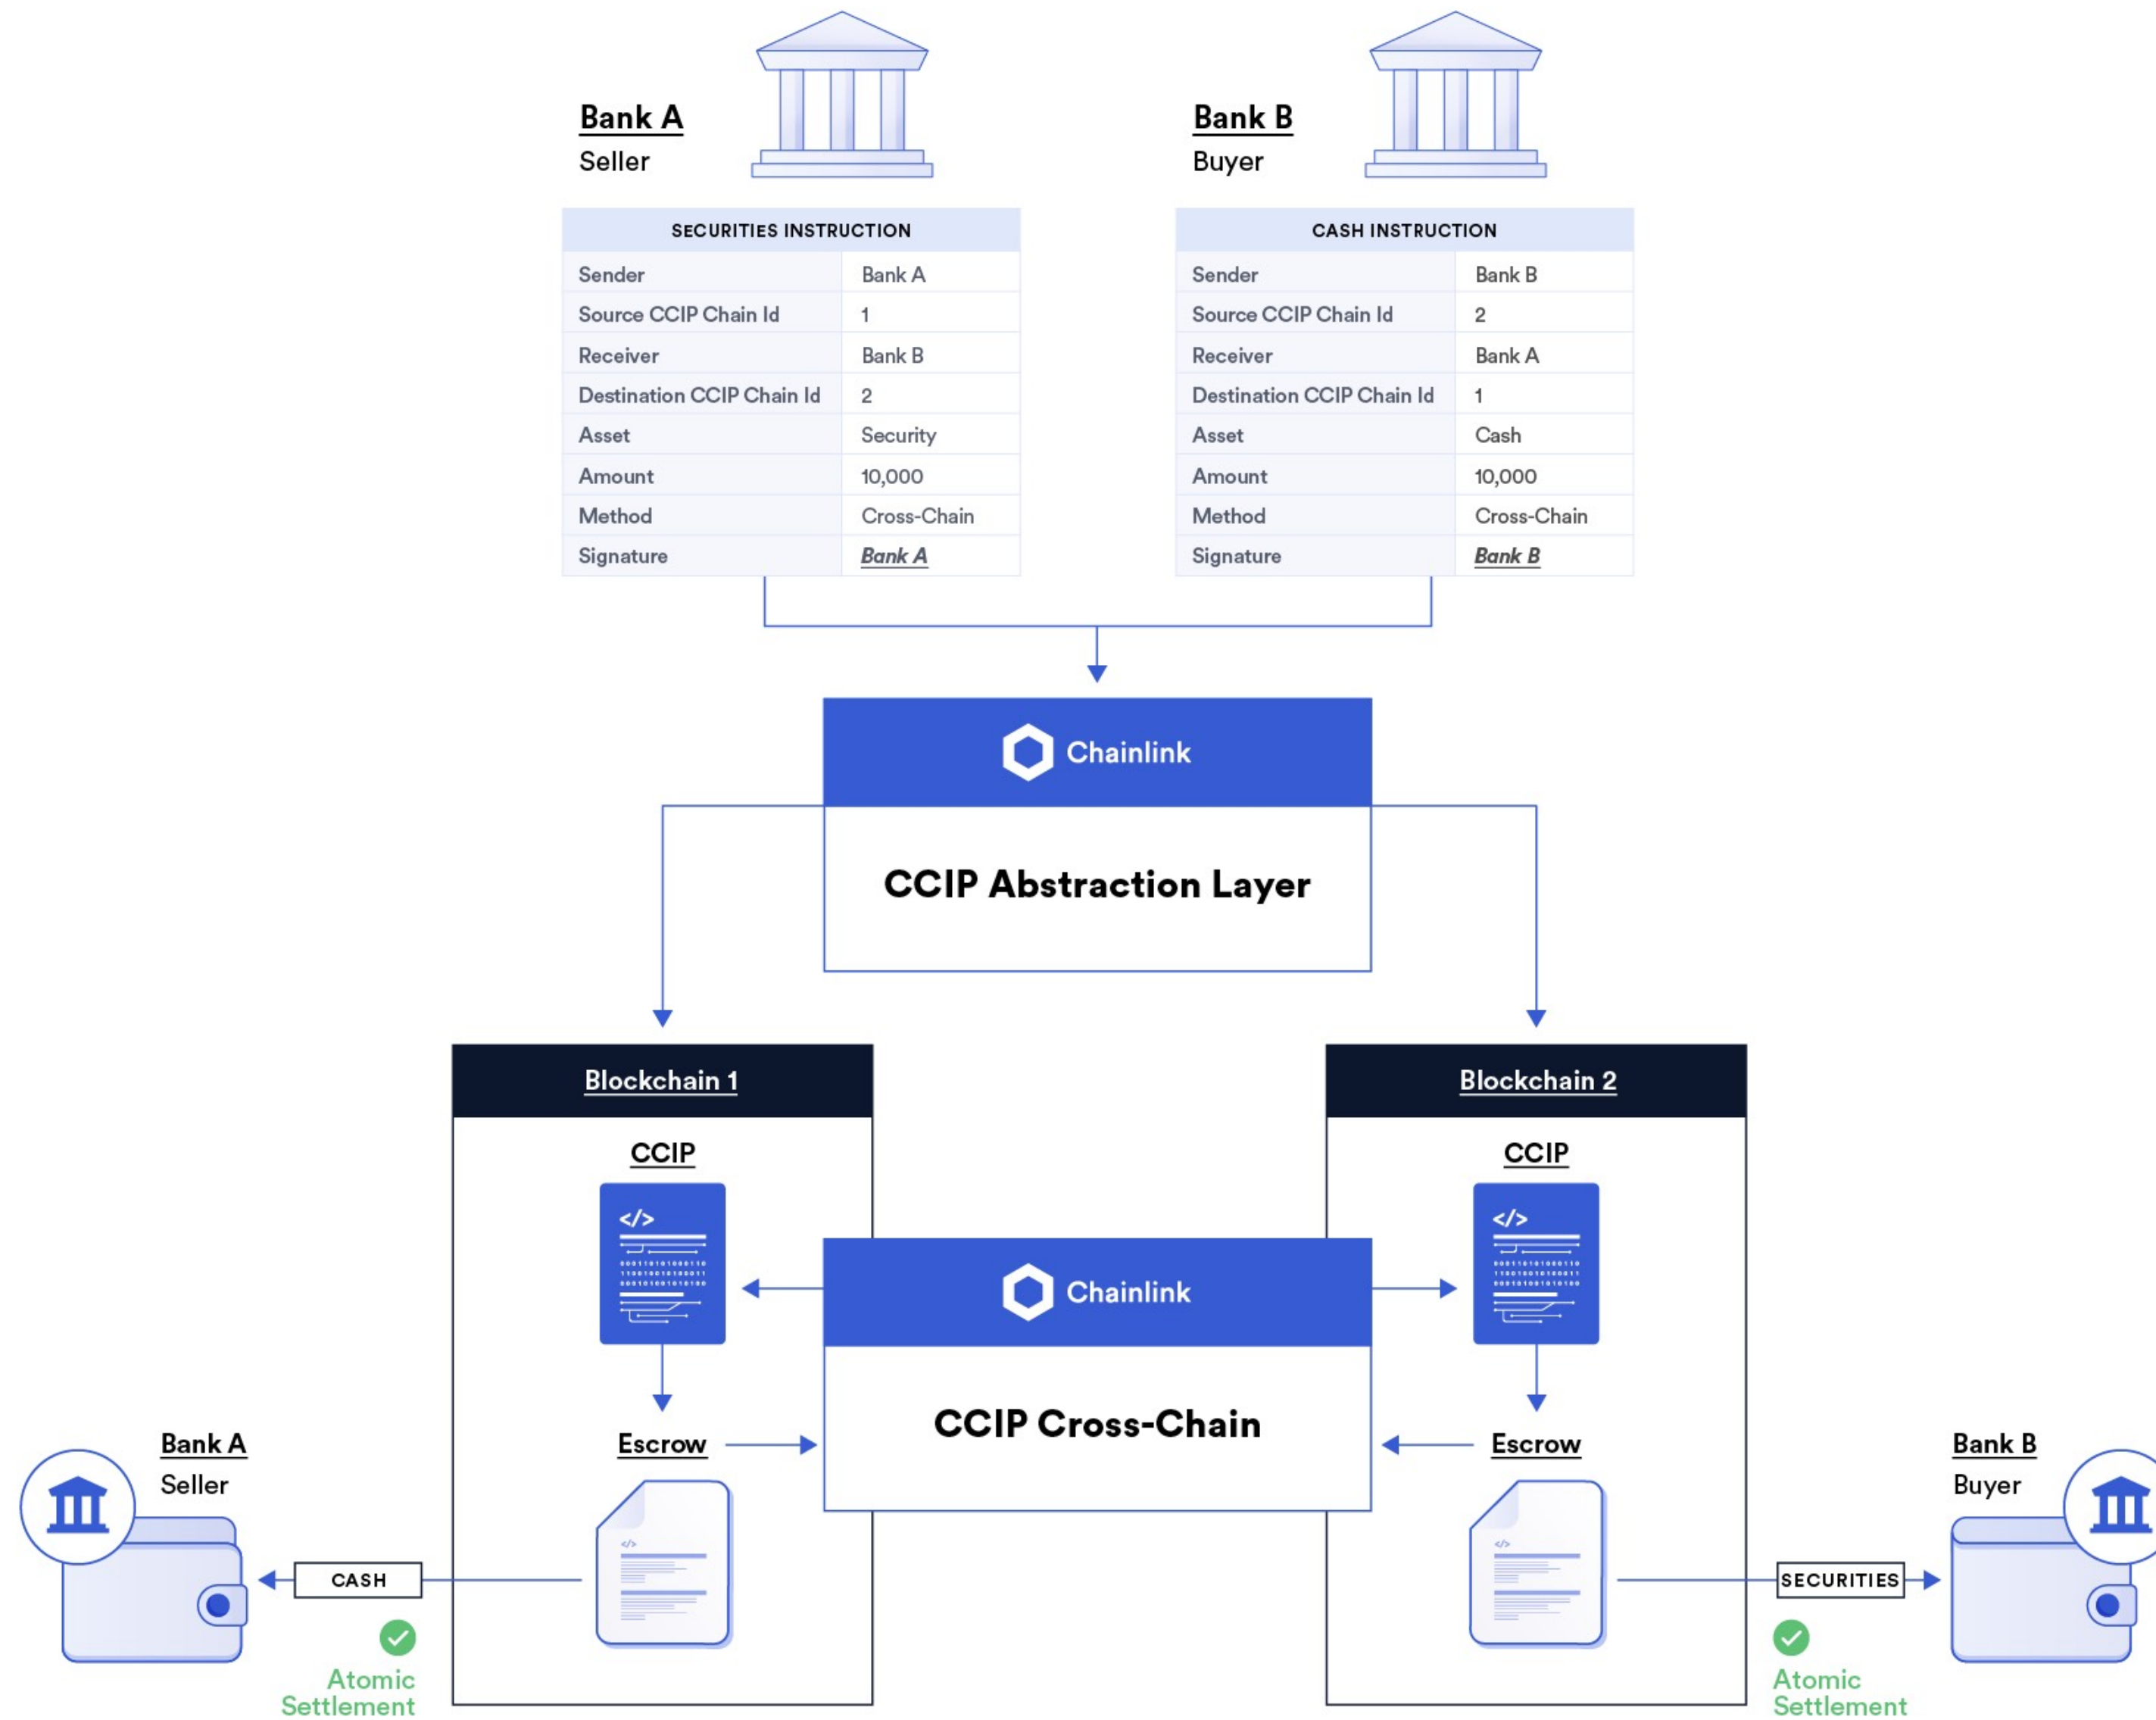 Bank A
Seller
Bank B
Buyer
SECURITIES INSTRUCTION
Sender Bank A
Source CCIP Chain Id 1
Receiver Bank B
Destination CCIP Chain Id 2
Asset Security
Amount 10,000
Method Cross-Chain
Signature Bank A
CASH INSTRUCTION
Sender Bank B
Source CCIP Chain Id 2
Receiver Bank A
Destination CCIP Chain Id 1
Asset Cash
Amount 10,000
Method Cross-Chain
Signature Bank B
Chainlink
CCIP Abstraction Layer
Blockchain 1
CCIP
</>
Escrow
</>
Blockchain 2
CCIP
</>
Escrow
</>
Chainlink
CCIP Cross-Chain
Bank A
Seller
CASH
Atomic
Settlement
Bank B
Buyer
SECURITIES
Atomic
Settlement